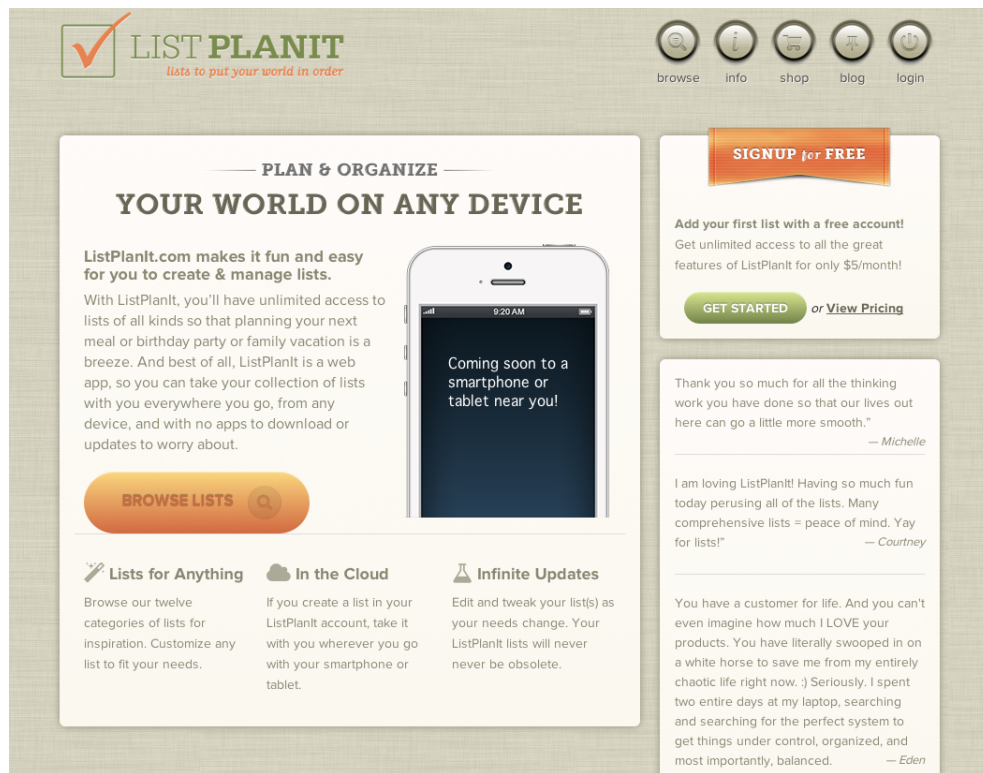 LIST PLANIT
lists to put your world in order
browse
info
shop
blog
login
PLAN & ORGANIZE
YOUR WORLD ON ANY DEVICE
ListPlanIt.com makes it fun and easy
for you to create & manage lists.
With ListPlanIt, you'll have unlimited access to
lists of all kinds so that planning your next
meal or birthday party or family vacation is a
breeze. And best of all, ListPlanIt is a web
app, so you can take your collection of lists
with you everywhere you go, from any
device, and with no apps to download or
updates to worry about.
BROWSE LISTS
9:20 AM
Coming soon to a
smartphone or
tablet near you!
Lists for Anything
Browse our twelve
categories of lists for
inspiration. Customize any
list to fit your needs.
In the Cloud
If you create a list in your
ListPlanIt account, take it
with you wherever you go
with your smartphone or
tablet.
Infinite Updates
Edit and tweak your list(s) as
your needs change. Your
ListPlanIt lists will never
never be obsolete.
SIGNUP for FREE
Add your first list with a free account!
Get unlimited access to all the great
features of ListPlanIt for only $5/month!
GET STARTED or View Pricing
Thank you so much for all the thinking
work you have done so that our lives out
here can go a little more smooth."
— Michelle
I am loving ListPlanIt! Having so much fun
today perusing all of the lists. Many
comprehensive lists = peace of mind. Yay
for lists!" — Courtney
You have a customer for life. And you can't
even imagine how much I LOVE your
products. You have literally swooped in on
a white horse to save me from my entirely
chaotic life right now. :) Seriously. I spent
two entire days at my laptop, searching
and searching for the perfect system to
get things under control, organized, and
most importantly, balanced. — Eden